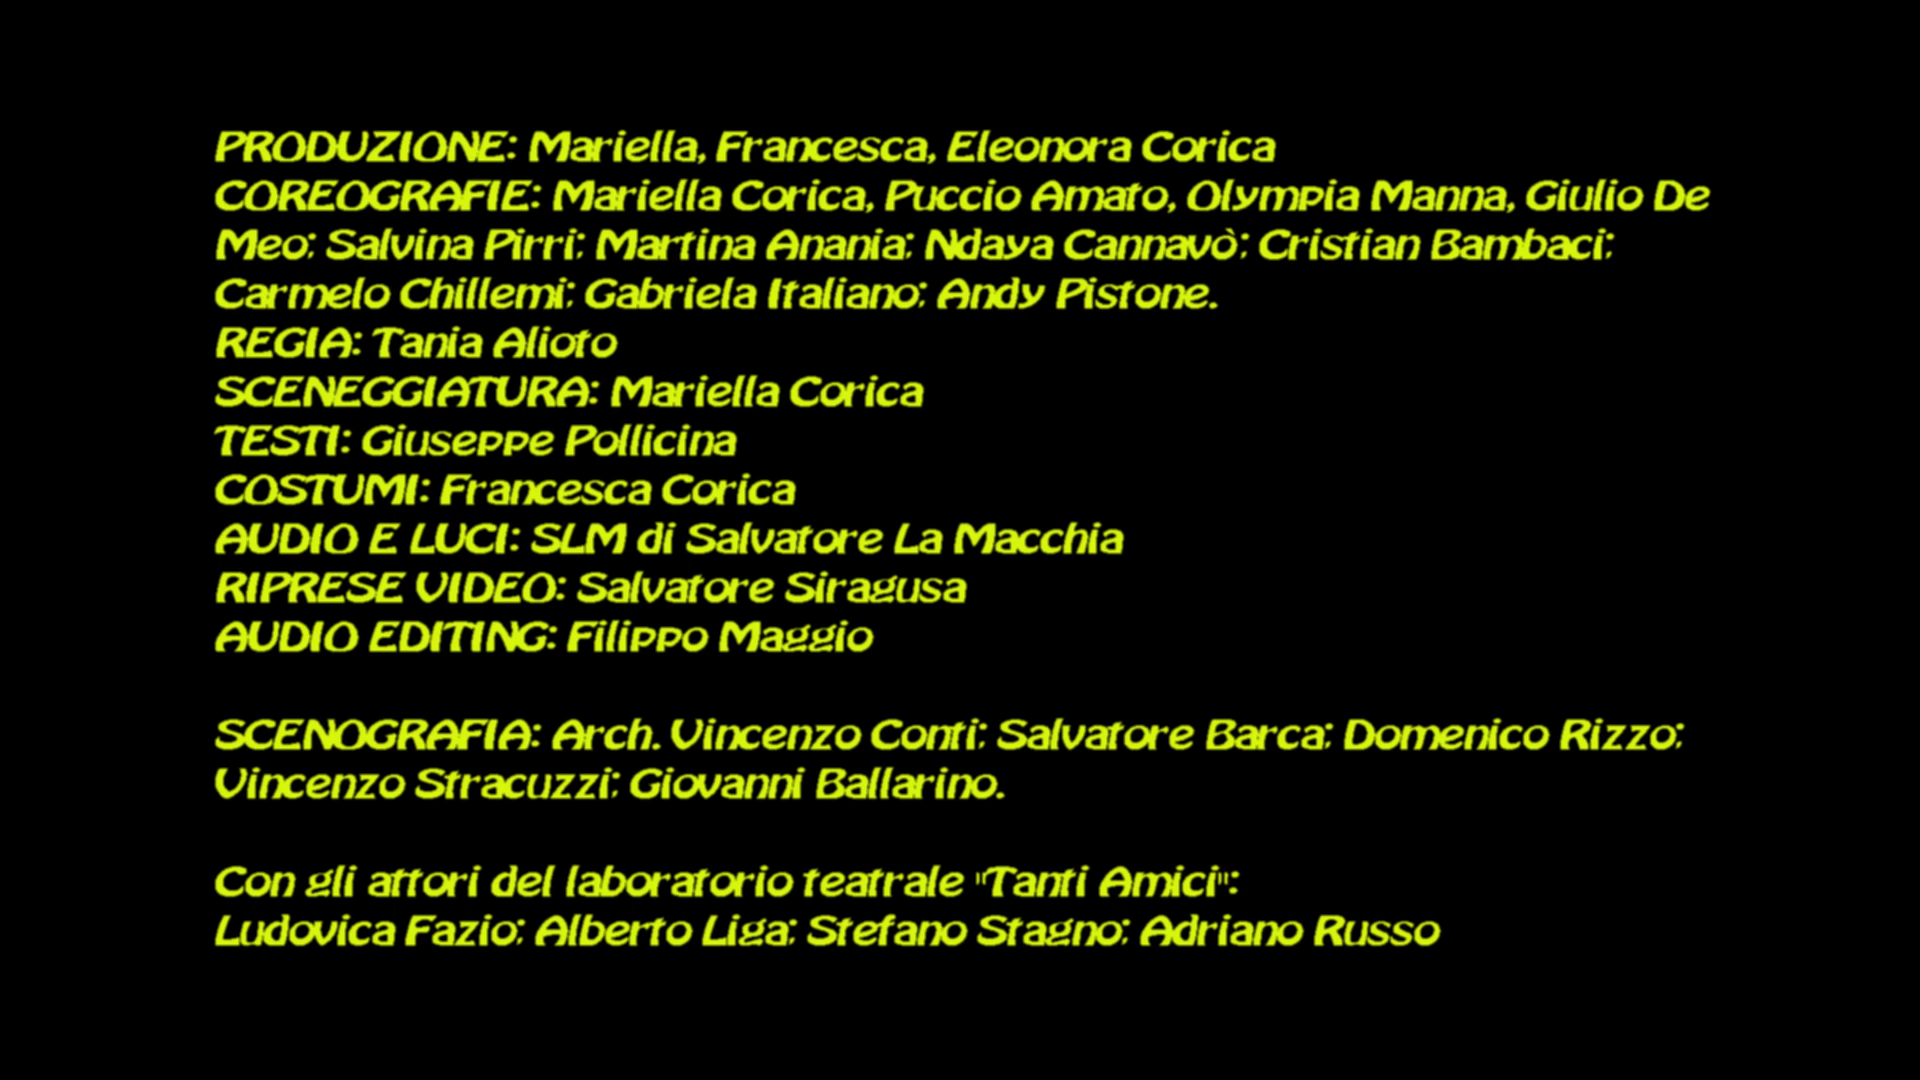 PRODUZIONE: Mariella, Francesca, Eleonora Corica
COREOGRAFIE: Mariella Corica, Puccio Amato, Olympia Manna, Giulio De
Meo; Salvina Pirri; Martina Anania; Ndaya Cannavò; Cristian Bambaci;
Carmelo Chillemi; Gabriela Italiano; Andy Pistone.
REGIA: Tania Alioto
SCENEGGIATURA: Mariella Corica
TESTI: Giuseppe Pollicina
COSTUMI: Francesca Corica
AUDIO E LUCI: SLM di Salvatore La Macchia
RIPRESE VIDEO: Salvatore Siragusa
AUDIO EDITING: Filippo Maggio
SCENOGRAFIA: Arch. Vincenzo Conti; Salvatore Barca; Domenico Rizzo;
Vincenzo Stracuzzi; Giovanni Ballarino.
Con gli attori del laboratorio teatrale "Tanti Amici":
Ludovica Fazio; Alberto Liga; Stefano Stagno; Adriano Russo